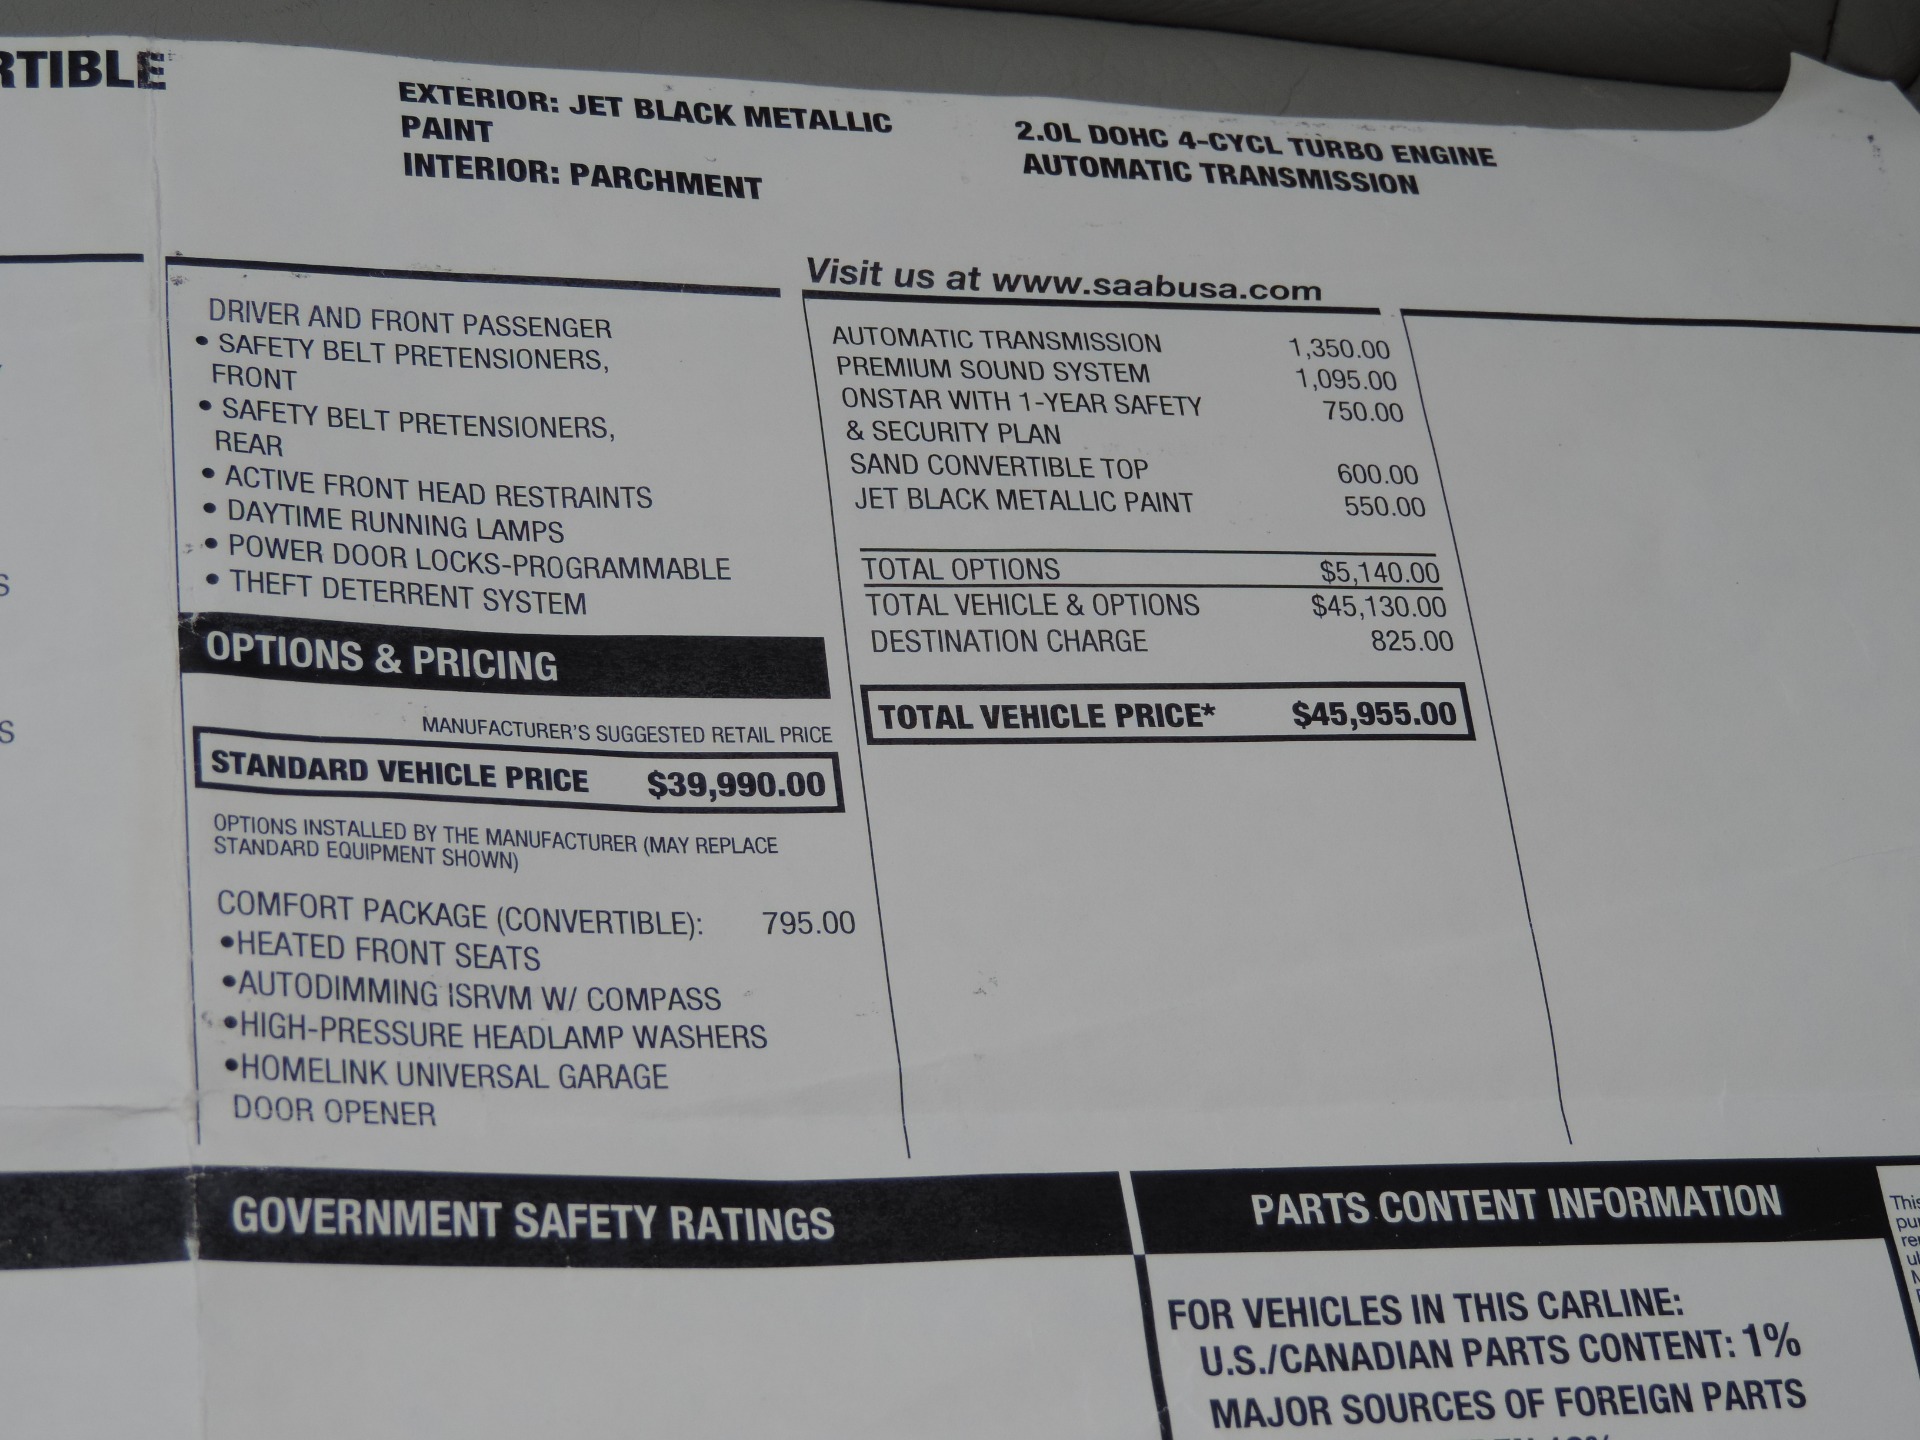 EXTERIOR: JET BLACK METALLIC
PAINT
INTERIOR: PARCHMENT
2.0L DOHC 4-CYCL TURBO ENGINE
AUTOMATIC TRANSMISSION
DRIVER AND FRONT PASSENGER
• SAFETY BELT PRETENSIONERS,
FRONT
• SAFETY BELT PRETENSIONERS,
REAR
• ACTIVE FRONT HEAD RESTRAINTS
• DAYTIME RUNNING LAMPS
• POWER DOOR LOCKS-PROGRAMMABLE
• THEFT DETERRENT SYSTEM
OPTIONS & PRICING
MANUFACTURER'S SUGGESTED RETAIL PRICE
STANDARD VEHICLE PRICE $39,990.00
OPTIONS INSTALLED BY THE MANUFACTURER (MAY REPLACE
STANDARD EQUIPMENT SHOWN)
COMFORT PACKAGE (CONVERTIBLE): 795.00
•HEATED FRONT SEATS
•AUTODIMMING ISRVM W/ COMPASS
•HIGH-PRESSURE HEADLAMP WASHERS
•HOMELINK UNIVERSAL GARAGE
DOOR OPENER
Visit us at www.saabusa.com
AUTOMATIC TRANSMISSION 1,350.00
PREMIUM SOUND SYSTEM 1,095.00
ONSTAR WITH 1-YEAR SAFETY 750.00
& SECURITY PLAN
SAND CONVERTIBLE TOP 600.00
JET BLACK METALLIC PAINT 550.00
TOTAL OPTIONS $5,140.00
TOTAL VEHICLE & OPTIONS $45,130.00
DESTINATION CHARGE 825.00
TOTAL VEHICLE PRICE* $45,955.00
GOVERNMENT SAFETY RATINGS
PARTS CONTENT INFORMATION
FOR VEHICLES IN THIS CARLINE:
U.S./CANADIAN PARTS CONTENT: 1%
MAJOR SOURCES OF FOREIGN PARTS